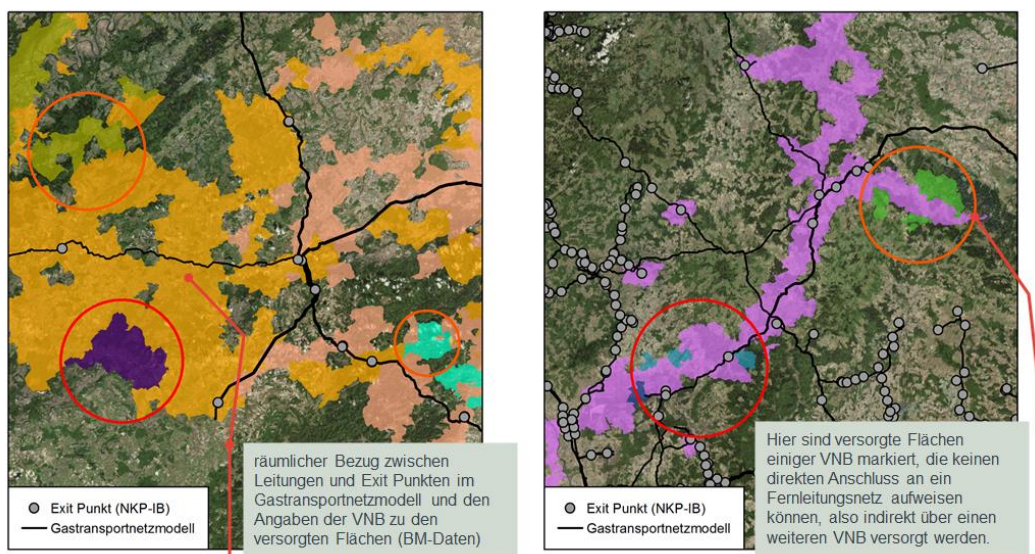 räumlicher Bezug zwischen
Leitungen und Exit Punkten im
Gastransportnetzmodell und den
Angaben der VNB zu den
versorgten Flächen (BM-Daten)
Exit Punkt (NKP-IB)
Gastransportnetzmodell
Hier sind versorgte Flächen
einiger VNB markiert, die keinen
direkten Anschluss an ein
Fernleitungsnetz aufweisen
können, also indirekt über einen
weiteren VNB versorgt werden.
Exit Punkt (NKP-IB)
Gastransportnetzmodell